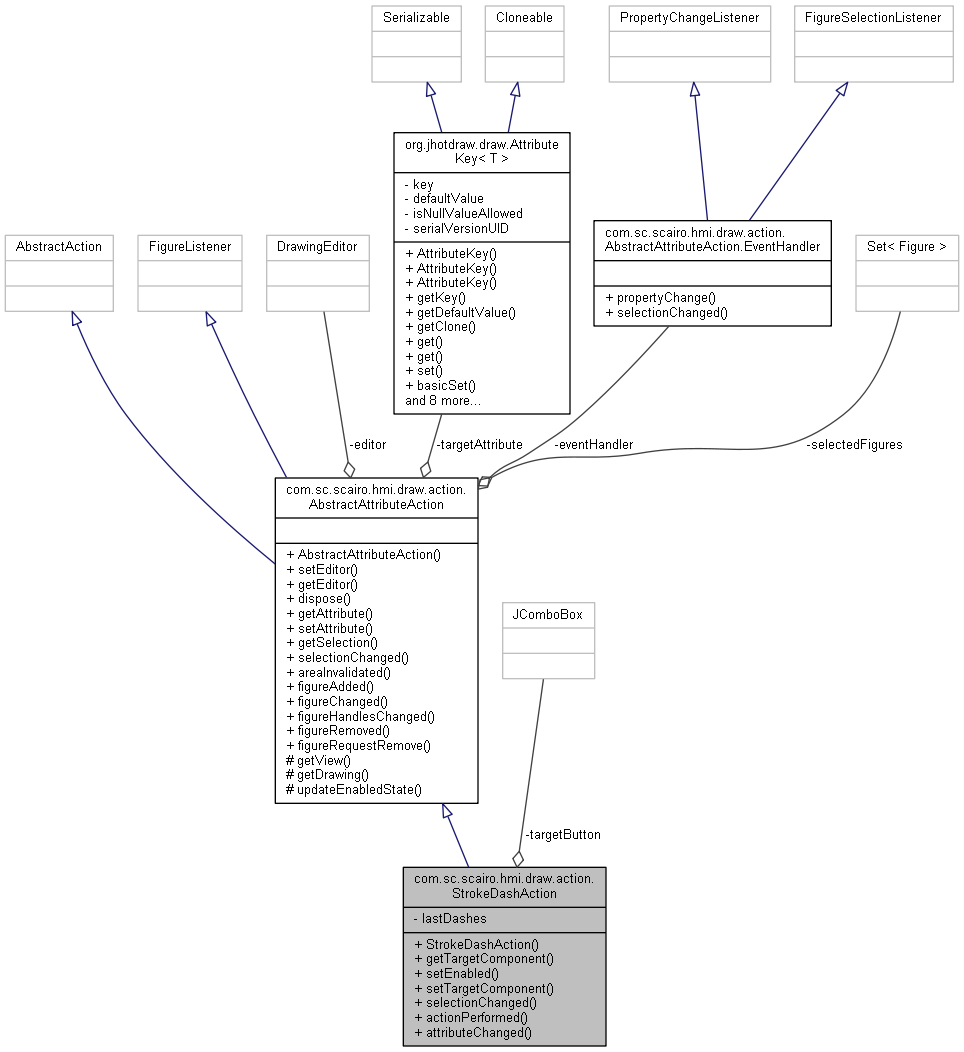 Serializable
Cloneable
PropertyChangeListener
FigureSelectionListener
org.jhotdraw.draw.Attribute
Key< T >
- key
- defaultValue
- isNullValueAllowed
- serialVersionUID
+ AttributeKey()
+ AttributeKey()
+ AttributeKey()
+ getKey()
+ getDefaultValue()
+ getClone()
+ get()
+ get()
+ set()
+ basicSet()
and 8 more...
com.sc.scairo.hmi.draw.action.
AbstractAttributeAction.EventHandler
+ propertyChange()
+ selectionChanged()
AbstractAction
FigureListener
DrawingEditor
Set< Figure >
-editor
-targetAttribute
-eventHandler
-selectedFigures
com.sc.scairo.hmi.draw.action.
AbstractAttributeAction
+ AbstractAttributeAction()
+ setEditor()
+ getEditor()
+ dispose()
+ getAttribute()
+ setAttribute()
+ getSelection()
+ selectionChanged()
+ areaInvalidated()
+ figureAdded()
+ figureChanged()
+ figureHandlesChanged()
+ figureRemoved()
+ figureRequestRemove()
# getView()
# getDrawing()
# updateEnabledState()
JComboBox
-targetButton
com.sc.scairo.hmi.draw.action.
StrokeDashAction
- lastDashes
+ StrokeDashAction()
+ getTargetComponent()
+ setEnabled()
+ setTargetComponent()
+ selectionChanged()
+ actionPerformed()
+ attributeChanged()